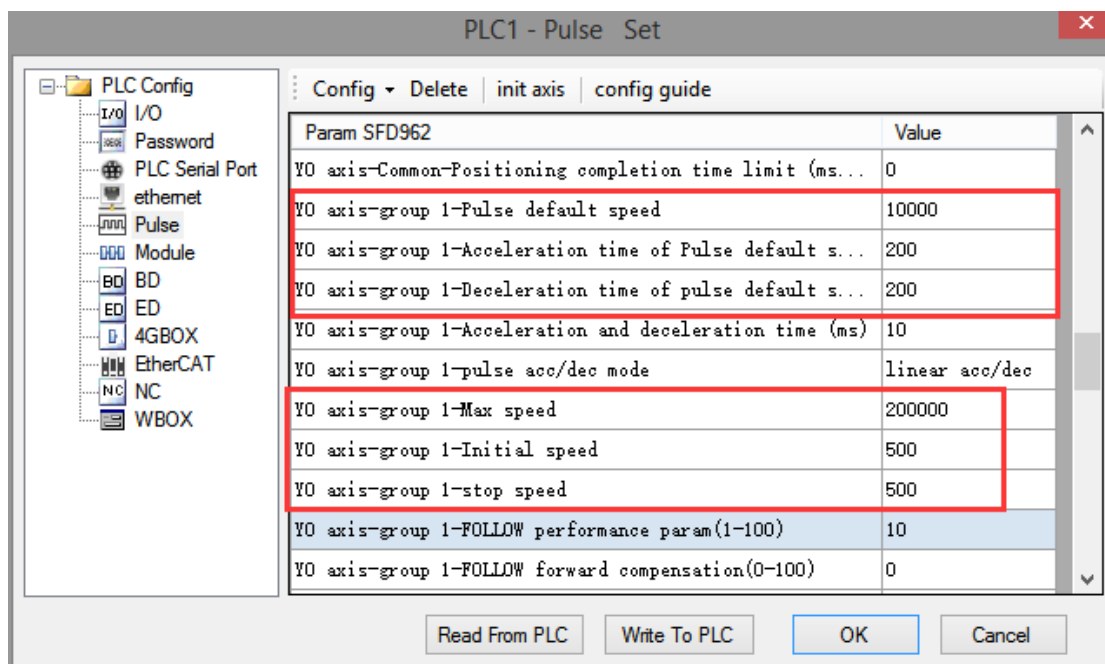 PLC1 - Pulse Set
PLC Config
I/O I/O
Password
PLC Serial Port
ethernet
Pulse
Module
BD BD
ED ED
4GBOX
EtherCAT
NC NC
WBOX
Config Delete init axis config guide
Param SFD962 Value
Y0 axis-Common-Positioning completion time limit (ms... 0
Y0 axis-group 1-Pulse default speed 10000
Y0 axis-group 1-Acceleration time of Pulse default s... 200
Y0 axis-group 1-Deceleration time of pulse default s... 200
Y0 axis-group 1-Acceleration and deceleration time (ms) 10
Y0 axis-group 1-pulse acc/dec mode linear acc/dec
Y0 axis-group 1-Max speed 200000
Y0 axis-group 1-Initial speed 500
Y0 axis-group 1-stop speed 500
Y0 axis-group 1-FOLLOW performance param(1-100) 10
Y0 axis-group 1-FOLLOW forward compensation(0-100) 0
Read From PLC Write To PLC OK Cancel